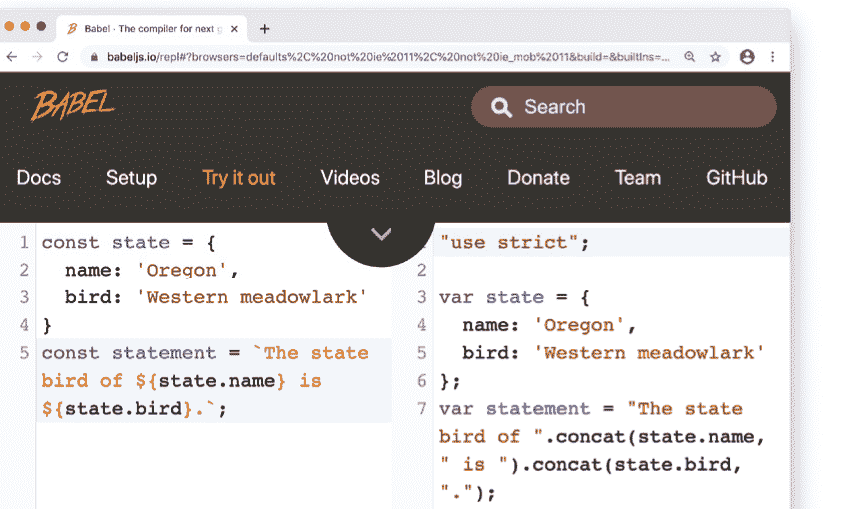 Babel · The compiler for next g
babeljs.io/repl#?browsers=defaults%2C%20not%20ie%2011%2C%20not%20ie_mob%2011&build=&builtIns=...
BABEL
Search
Docs Setup Try it out Videos Blog Donate Team GitHub
1 const state = {
2 name: 'Oregon',
3 bird: 'Western meadowlark'
4 }
5 const statement = `The state
bird of ${state.name} is
${state.bird}.`;
"use strict";
2
3 var state = {
4 name: 'Oregon',
5 bird: 'Western meadowlark'
6 };
7 var statement = "The state
bird of ".concat(state.name,
" is ").concat(state.bird,
".");